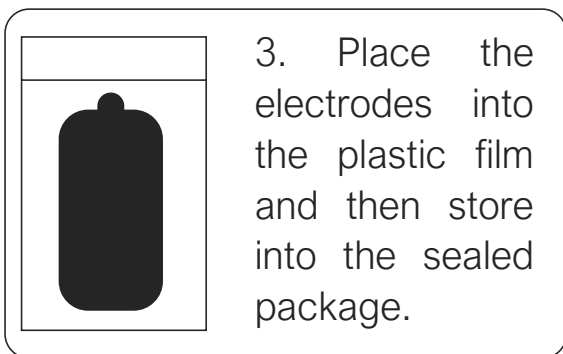 3. Place the
electrodes into
the plastic film
and then store
into the sealed
package.